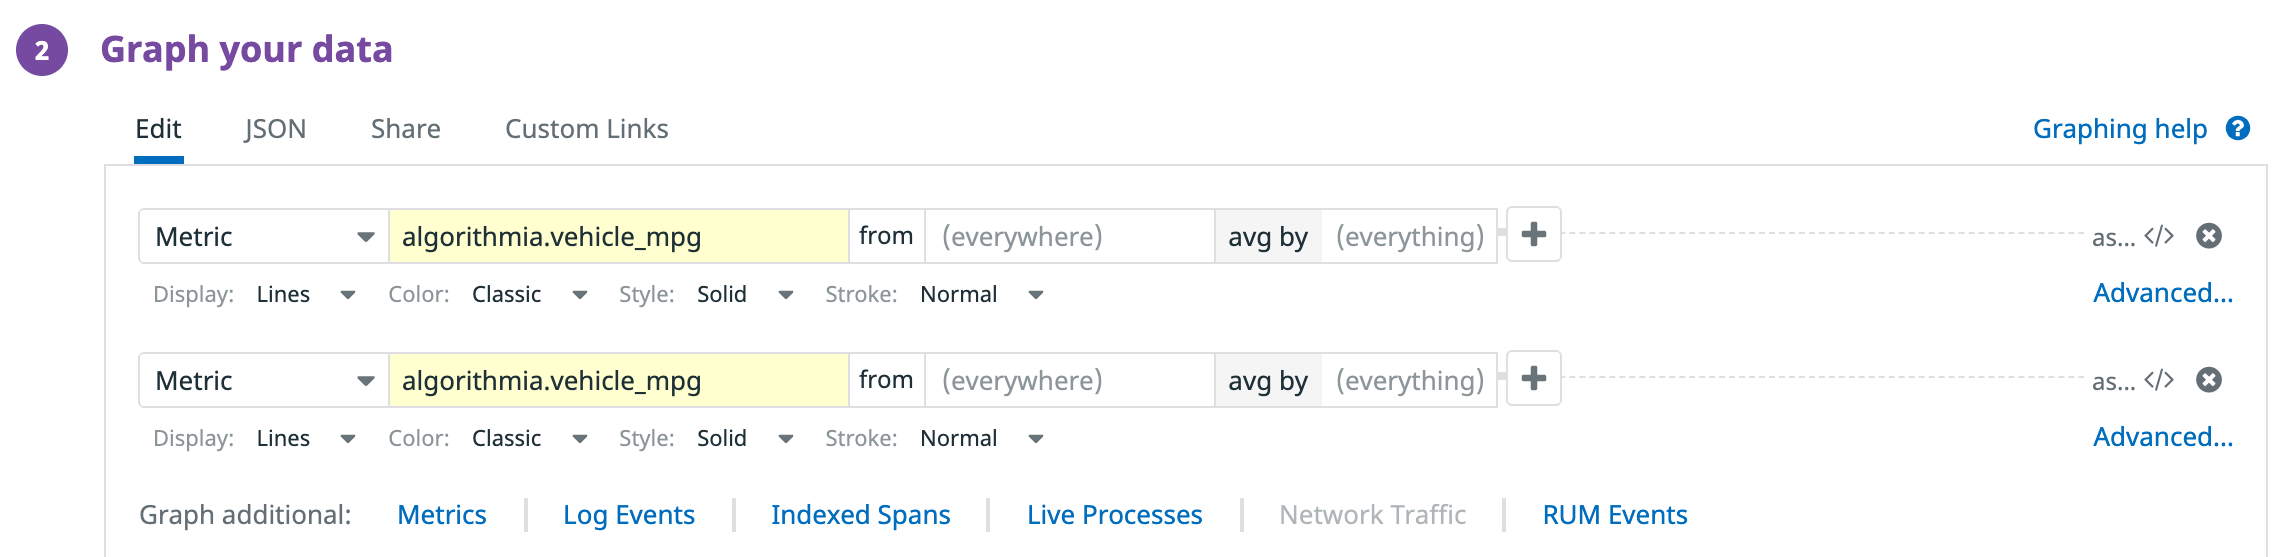 2 Graph your data
Edit JSON Share Custom Links Graphing help ?
Metric algorithmia.vehicle_mpg from (everywhere) avg by (everything) + as... </>
Display: Lines Color: Classic Style: Solid Stroke: Normal Advanced...
Metric algorithmia.vehicle_mpg from (everywhere) avg by (everything) + as... </>
Display: Lines Color: Classic Style: Solid Stroke: Normal Advanced...
Graph additional: Metrics Log Events Indexed Spans Live Processes Network Traffic RUM Events